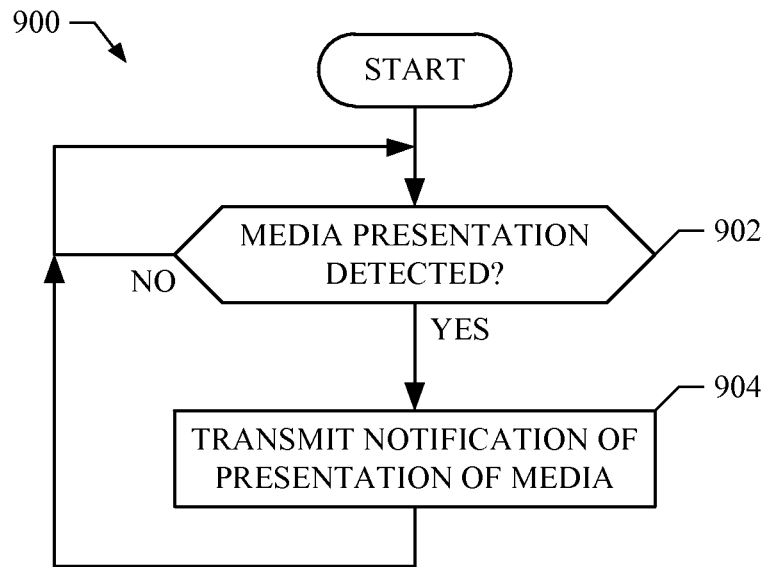 900
START
MEDIA PRESENTATION
DETECTED?
902
NO
YES
904
TRANSMIT NOTIFICATION OF
PRESENTATION OF MEDIA